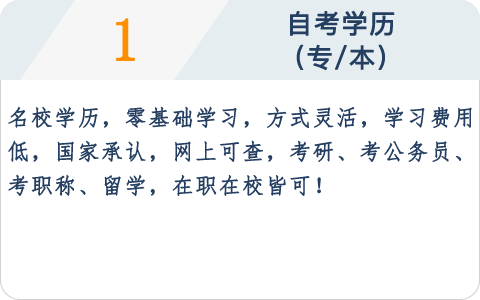 1
自考学历
（专/本）
名校学历，零基础学习，方式灵活，学习费用
低，国家承认，网上可查，考研、考公务员、
考职称、留学，在职在校皆可！